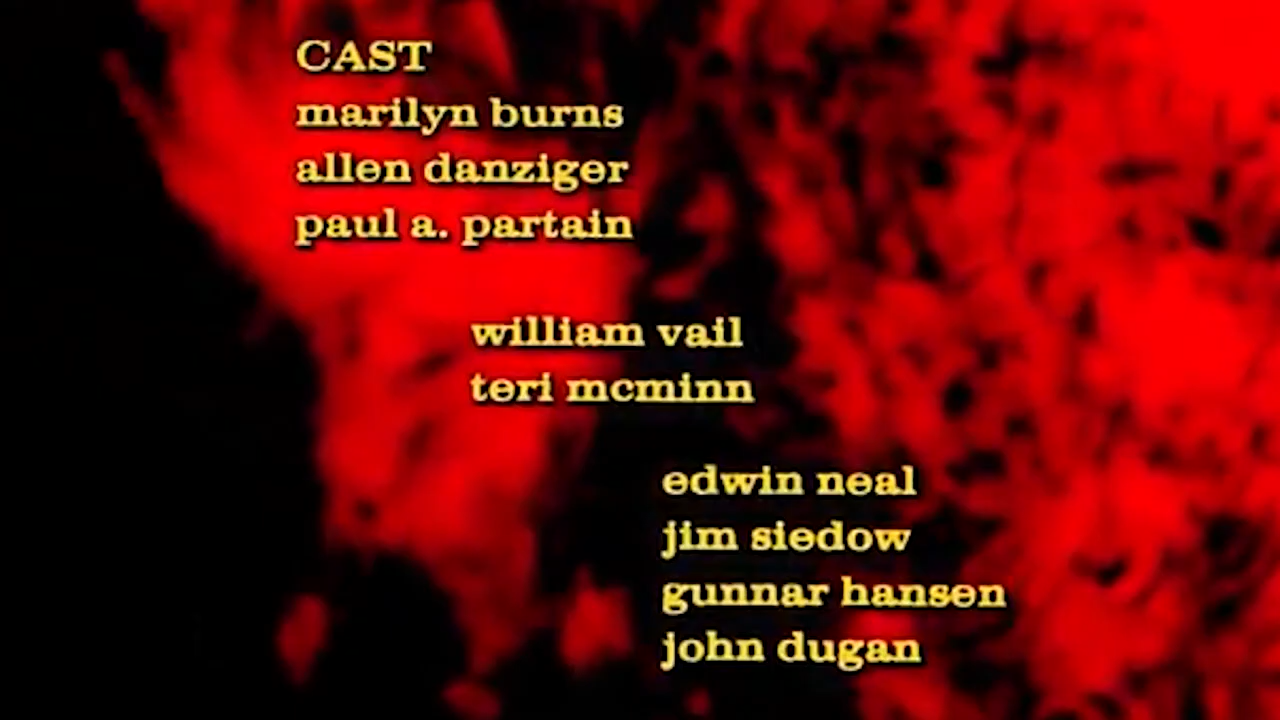 CAST
marilyn burns
allen danziger
paul a. partain
william vail
teri mcminn
edwin neal
jim siedow
gunnar hansen
john dugan